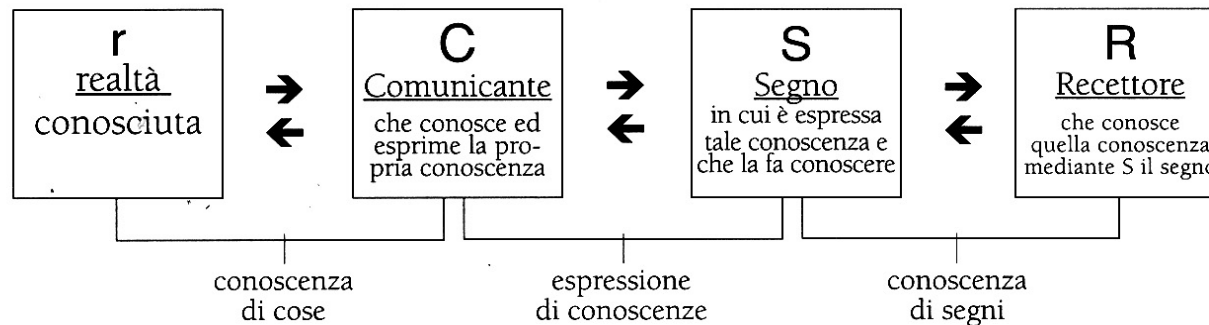 r
realtà
conosciuta
C
Comunicante
che conosce ed
esprime la pro-
pria conoscenza
S
Segno
in cui è espressa
tale conoscenza e
che la fa conoscere
R
Recettore
che conosce
quella conoscenza
mediante S il segno
conoscenza
di cose
espressione
di conoscenze
conoscenza
di segni